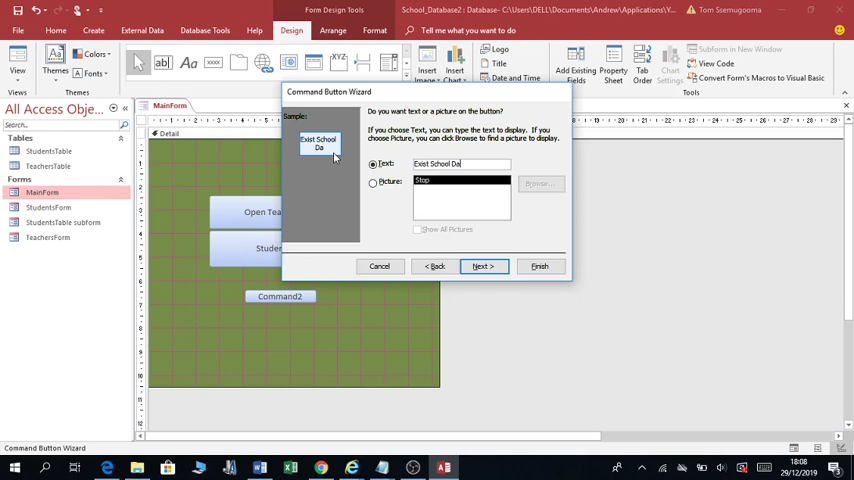 Form Design Tools
School_Database2 : Database- C:\Users\DELL\Documents\Andrew\Applications\Y...
Tom Ssemugooma
File
Home
Create
External Data
Database Tools
Help
Design
Arrange
Format
Tell me what you want to do
Colors
Fonts
View
Themes
Aa
XYZ
Insert Image
Insert Chart
Logo
Title
Date and Time
Add Existing Fields
Property Sheet
Tab Order
Chart Settings
Subform in New Window
View Code
Convert Form's Macros to Visual Basic
Views
Themes
Tools
All Access Obje...
Search...
Tables
StudentsTable
TeachersTable
Forms
MainForm
StudentsForm
StudentsTable subform
TeachersForm
MainForm
Detail
Open Tea
Studer
Command2
Command Button Wizard
Sample:
Exist School
Da
Do you want text or a picture on the button?
If you choose Text, you can type the text to display. If you
choose Picture, you can click Browse to find a picture to display.
Text:
Exist School Da
Picture:
Stop
Browse...
Show All Pictures
Cancel
< Back
Next >
Finish
Command Button Wizard
18:08
29/12/2019